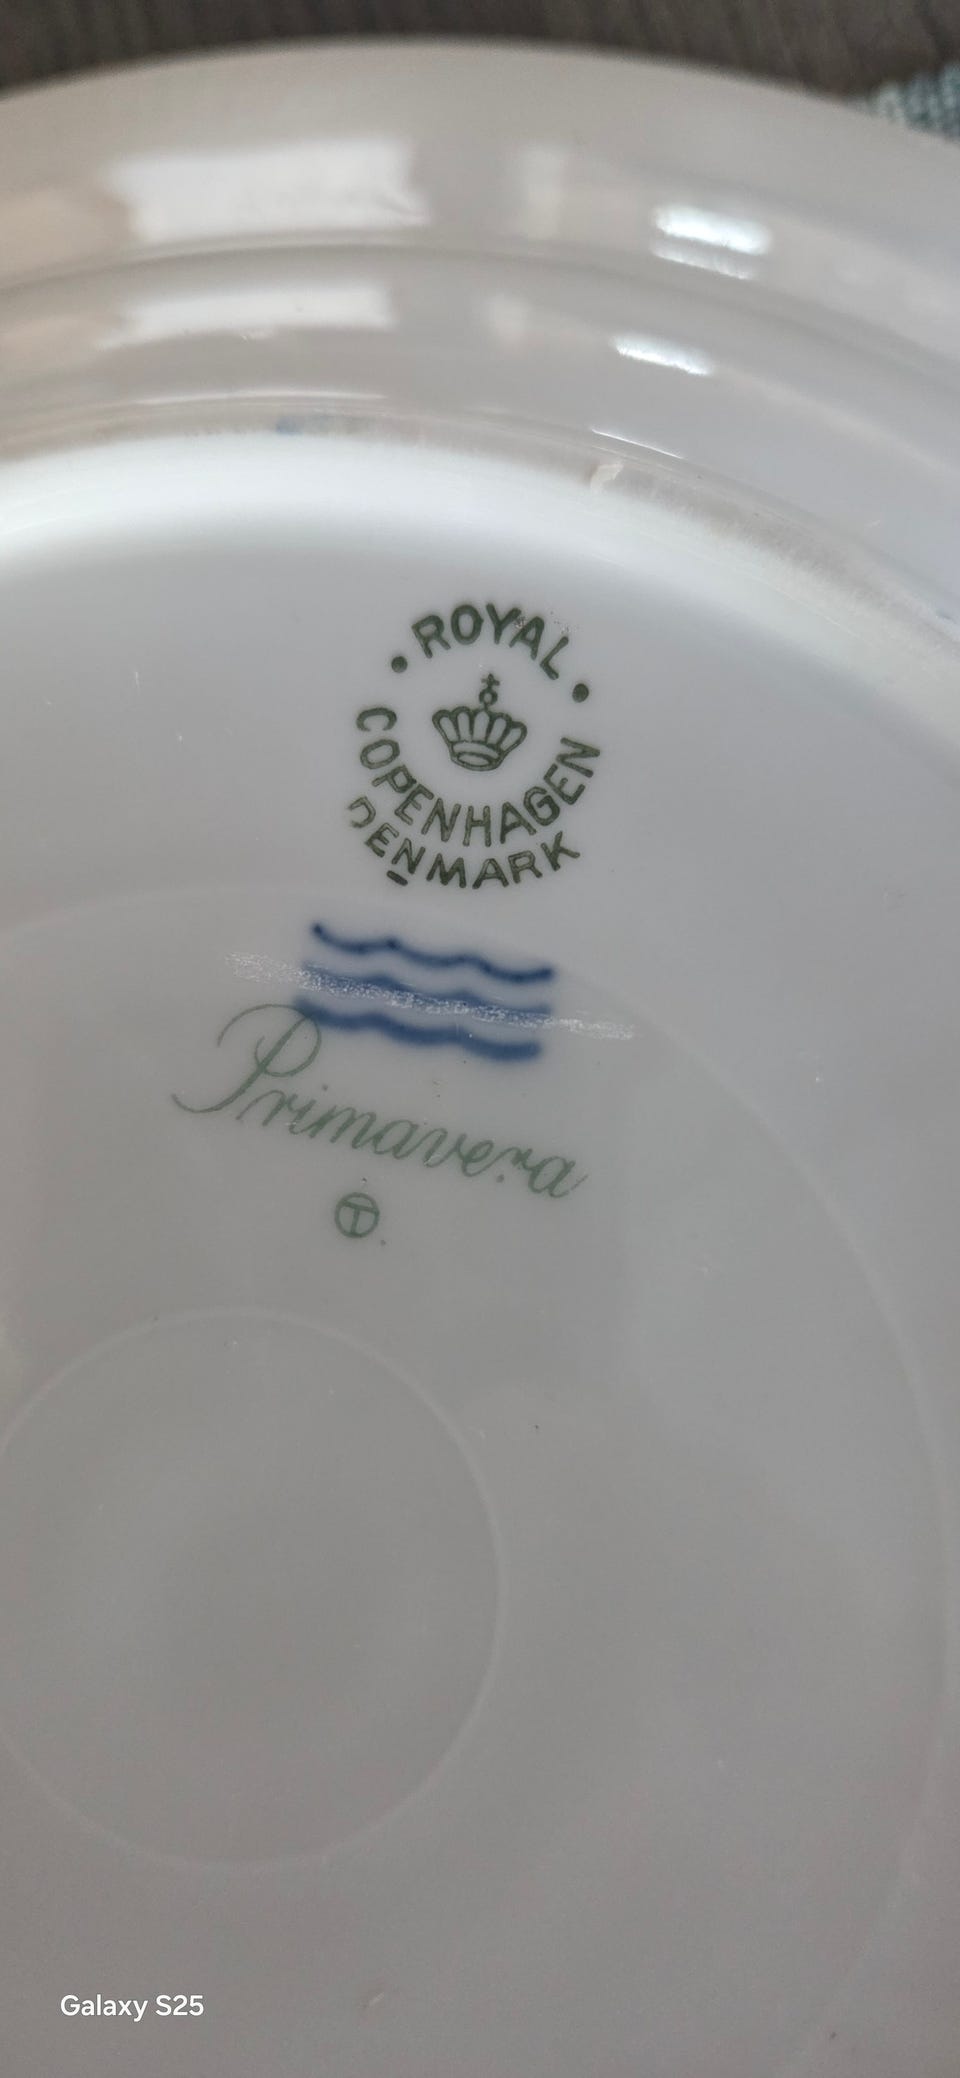 ROYAL
COPENHAGEN
DENMARK
Primavera
T
Galaxy S25